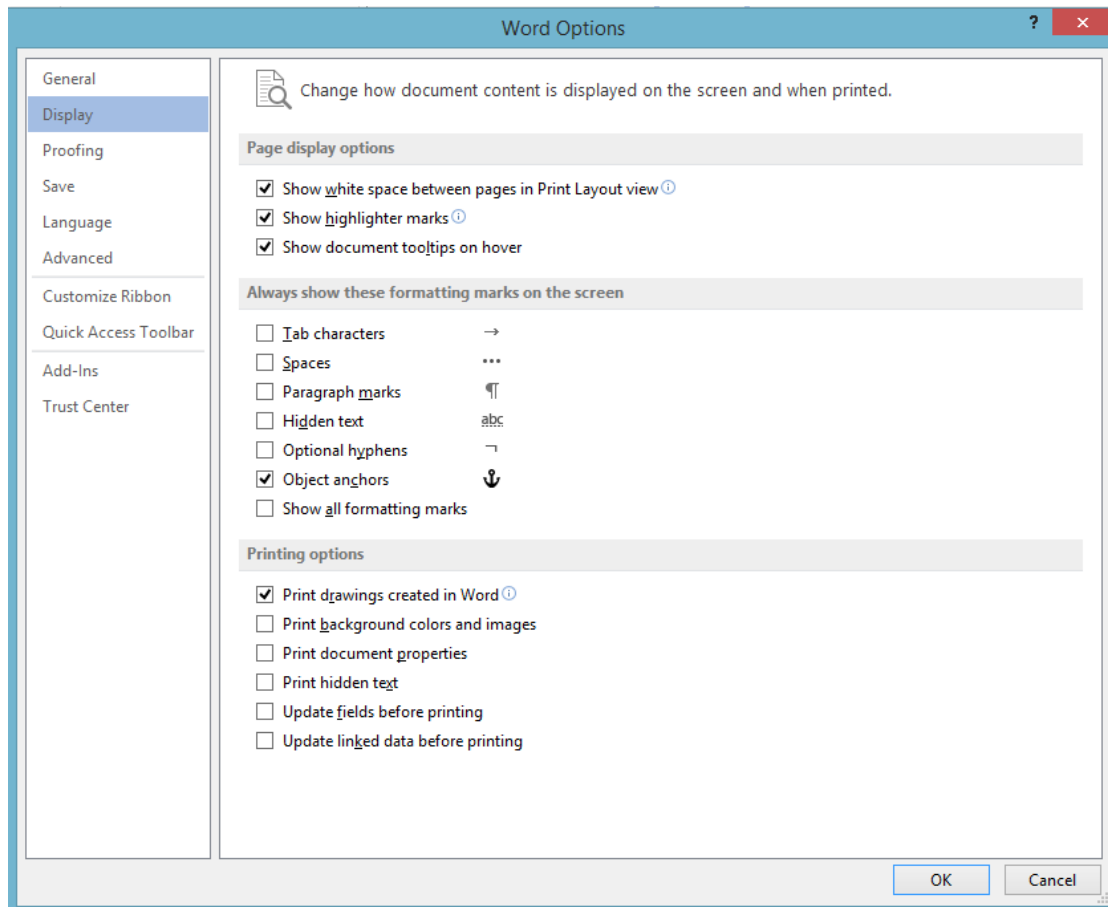 Word Options
?
General
Display
Proofing
Save
Language
Advanced
Customize Ribbon
Quick Access Toolbar
Add-Ins
Trust Center
Change how document content is displayed on the screen and when printed.
Page display options
Show white space between pages in Print Layout view
Show highlighter marks
Show document tooltips on hover
Always show these formatting marks on the screen
Tab characters →
Spaces •••
Paragraph marks ¶
Hidden text abc
Optional hyphens ¬
Object anchors
Show all formatting marks
Printing options
Print drawings created in Word
Print background colors and images
Print document properties
Print hidden text
Update fields before printing
Update linked data before printing
OK Cancel